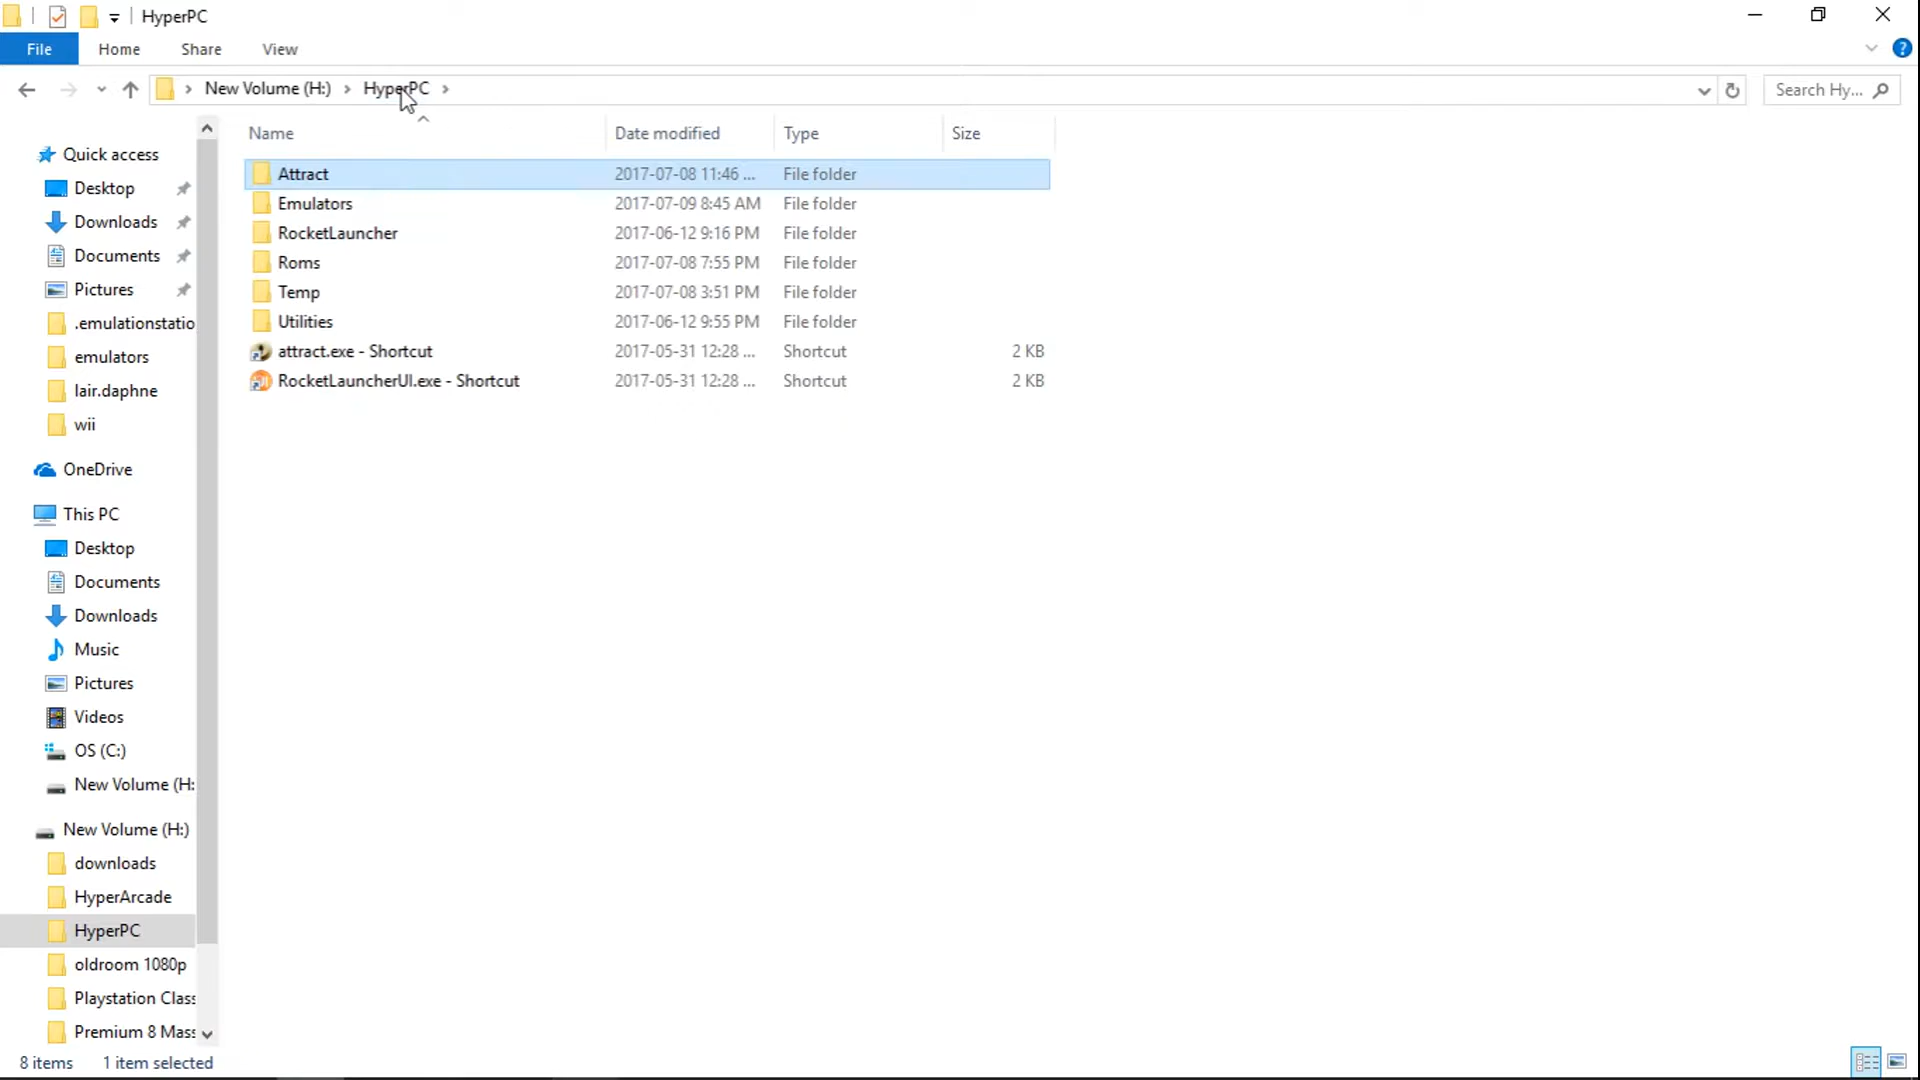 HyperPC
File Home Share View
New Volume (H:) HyperPC Search Hy...
Name Date modified Type Size
Attract 2017-07-08 11:46 ... File folder
Emulators 2017-07-09 8:45 AM File folder
RocketLauncher 2017-06-12 9:16 PM File folder
Roms 2017-07-08 7:55 PM File folder
Temp 2017-07-08 3:51 PM File folder
Utilities 2017-06-12 9:55 PM File folder
attract.exe - Shortcut 2017-05-31 12:28 ... Shortcut 2 KB
RocketLauncherUI.exe - Shortcut 2017-05-31 12:28 ... Shortcut 2 KB
Quick access
Desktop
Downloads
Documents
Pictures
.emulationstatio
emulators
lair.daphne
wii
OneDrive
This PC
Desktop
Documents
Downloads
Music
Pictures
Videos
OS (C:)
New Volume (H:
New Volume (H:)
downloads
HyperArcade
HyperPC
oldroom 1080p
Playstation Class
Premium 8 Mass
8 items 1 item selected